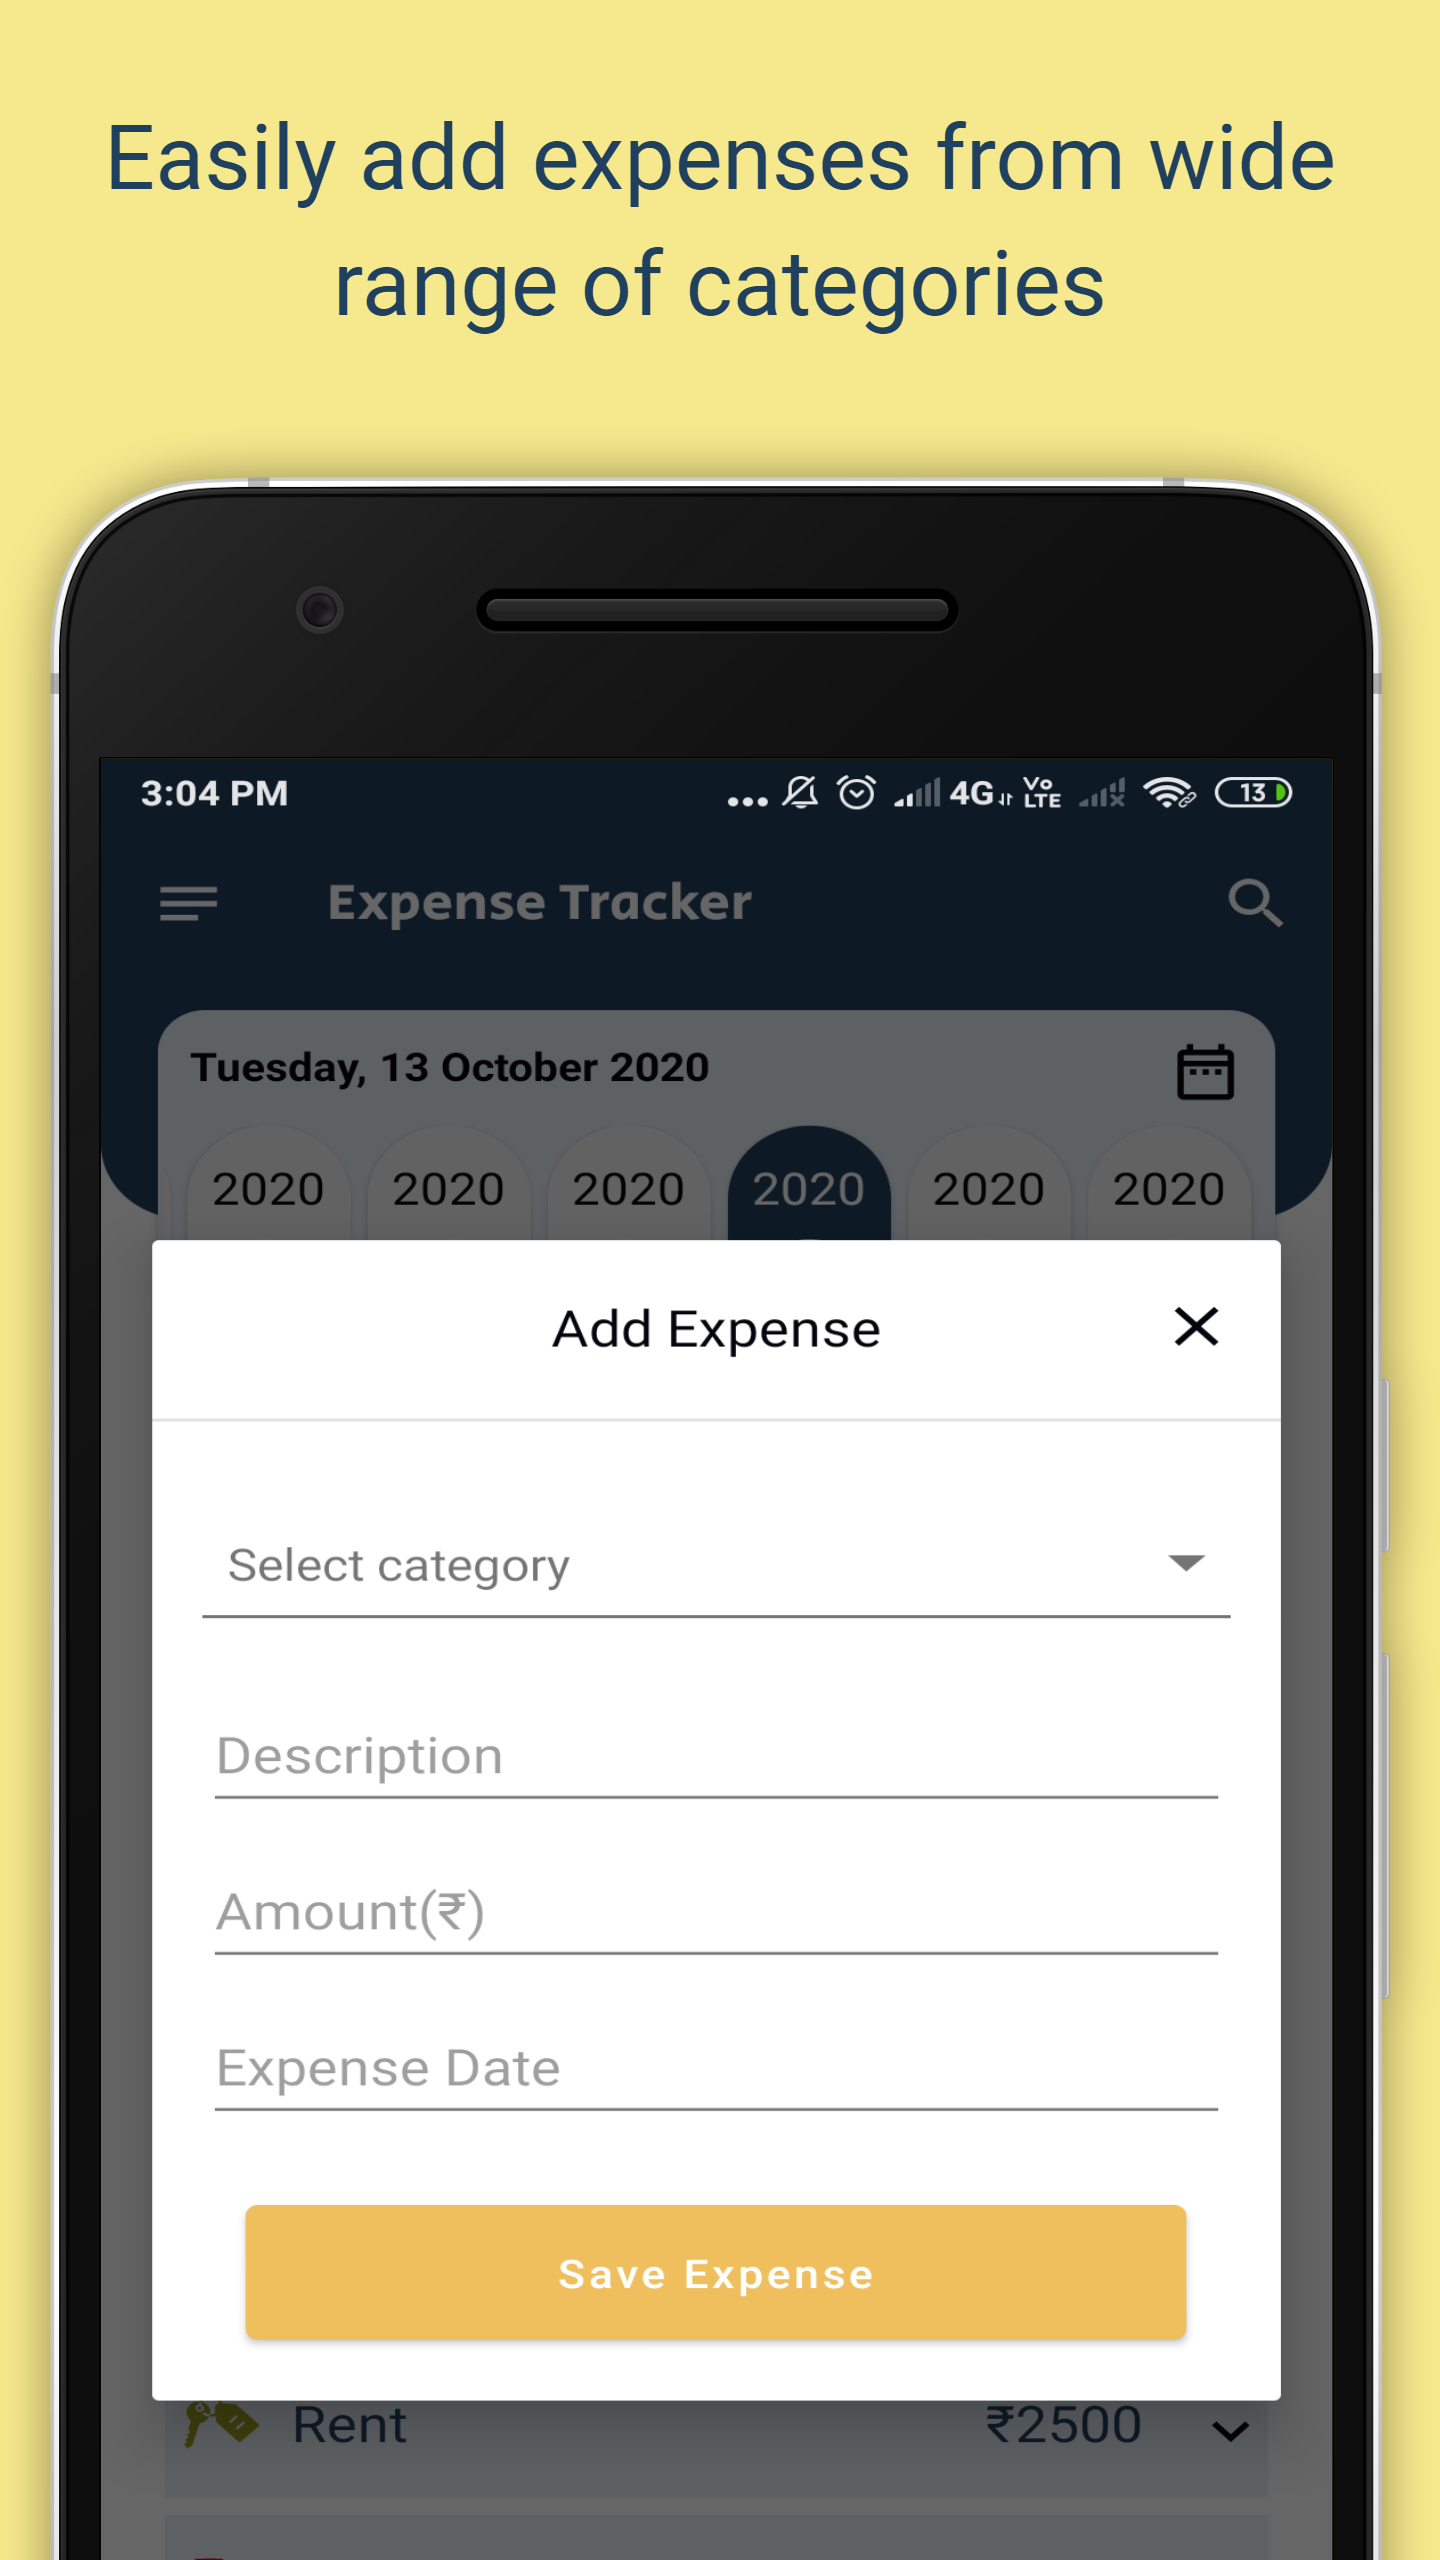 Easily add expenses from wide
range of categories
3:04 PM 4G Vo LTE 13
Expense Tracker
Tuesday, 13 October 2020
2020 2020 2020 2020 2020 2020
Add Expense
Select category
Description
Amount(₹)
Expense Date
Save Expense
Rent ₹2500